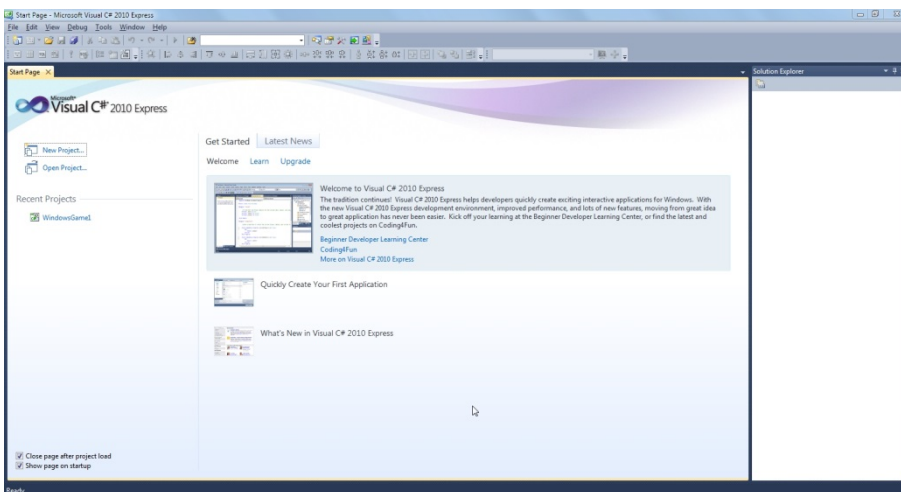 Start Page - Microsoft Visual C# 2010 Express
File Edit View Debug Tools Window Help
Start Page
Solution Explorer
Microsoft®
Visual C#® 2010 Express
Get Started Latest News
New Project...
Welcome Learn Upgrade
Open Project...
Welcome to Visual C# 2010 Express
The tradition continues! Visual C# 2010 Express helps developers quickly create exciting interactive applications for Windows. With
the new Visual C# 2010 Express development environment, improved performance, and lots of new features, moving from great idea
to great application has never been easier. Kick off your learning at the Beginner Developer Learning Center, or find the latest and
coolest projects on Coding4Fun.
Recent Projects
WindowsGame1
Beginner Developer Learning Center
Coding4Fun
More on Visual C# 2010 Express
Quickly Create Your First Application
What's New in Visual C# 2010 Express
Close page after project load
Show page on startup
Ready